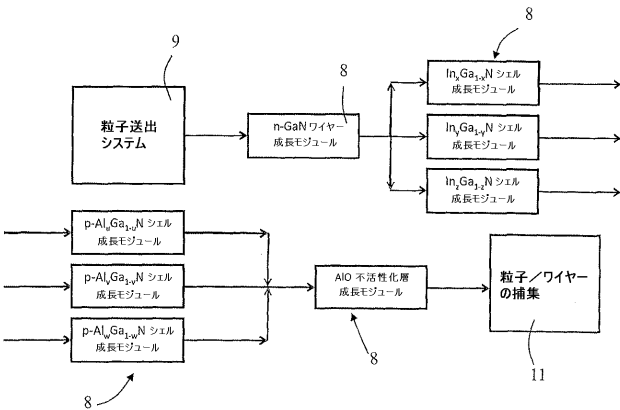 8
9
8
粒子送出
システム
n-GaN ワイヤー
成長モジュール
InxGa1-xN シェル
成長モジュール
InyGa1-yN シェル
成長モジュール
InzGa1-zN シェル
成長モジュール
p-AluGa1-uN シェル
成長モジュール
p-AlvGa1-vN シェル
成長モジュール
p-AlwGa1-wN シェル
成長モジュール
AlO 不活性化層
成長モジュール
粒子／ワイヤー
の捕集
8
8
11